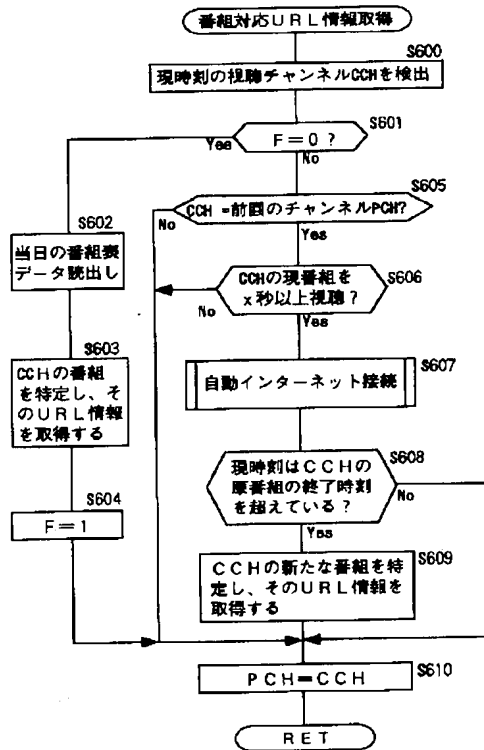 番組対応URL情報取得
S600
現時刻の視聴チャンネルCCHを検出
S601
F=0?
Yes
No
S605
CCH=前回のチャンネルPCH?
No
Yes
S602
当日の番組表
データ読出し
S606
CCHの現番組を
x秒以上視聴?
No
Yes
S603
CCHの番組
を特定し、そ
のURL情報
を取得する
S607
自動インターネット接続
S608
現時刻はCCHの
原番組の終了時刻
を超えている?
No
Yes
S604
F=1
S609
CCHの新たな番組を特
定し、そのURL情報を
取得する
PCH=CCH
S610
RET